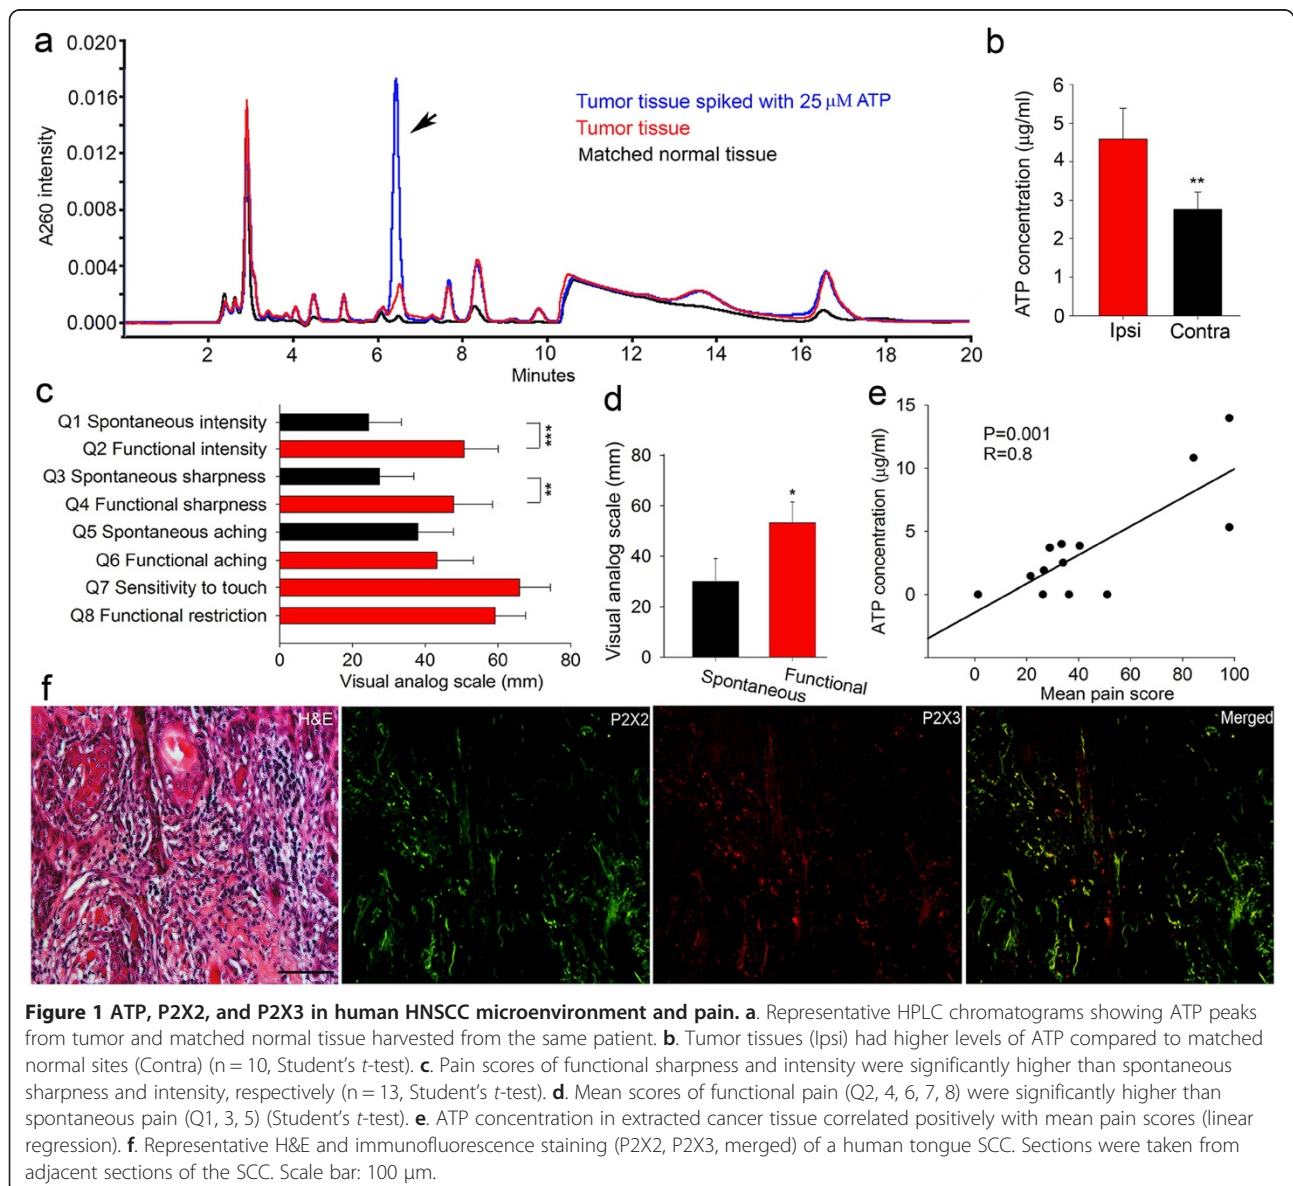 a
0.020
0.016
0.012
0.008
0.004
0.000
A260 intensity
Tumor tissue spiked with 25 μM ATP
Tumor tissue
Matched normal tissue
2 4 6 8 10 12 14 16 18 20
Minutes
b
6
5
4
3
2
1
0
ATP concentration (μg/ml)
**
Ipsi Contra
c
Q1 Spontaneous intensity
Q2 Functional intensity
Q3 Spontaneous sharpness
Q4 Functional sharpness
Q5 Spontaneous aching
Q6 Functional aching
Q7 Sensitivity to touch
Q8 Functional restriction
***
**
0 20 40 60 80
Visual analog scale (mm)
d
80
60
40
20
0
Visual analog scale (mm)
*
Spontaneous Functional
e
15
10
5
0
ATP concentration (μg/ml)
P=0.001
R=0.8
0 20 40 60 80 100
Mean pain score
f
H&E
P2X2
P2X3
Merged
Figure 1 ATP, P2X2, and P2X3 in human HNSCC microenvironment and pain. a. Representative HPLC chromatograms showing ATP peaks
from tumor and matched normal tissue harvested from the same patient. b. Tumor tissues (Ipsi) had higher levels of ATP compared to matched
normal sites (Contra) (n = 10, Student's t-test). c. Pain scores of functional sharpness and intensity were significantly higher than spontaneous
sharpness and intensity, respectively (n = 13, Student's t-test). d. Mean scores of functional pain (Q2, 4, 6, 7, 8) were significantly higher than
spontaneous pain (Q1, 3, 5) (Student's t-test). e. ATP concentration in extracted cancer tissue correlated positively with mean pain scores (linear
regression). f. Representative H&E and immunofluorescence staining (P2X2, P2X3, merged) of a human tongue SCC. Sections were taken from
adjacent sections of the SCC. Scale bar: 100 μm.